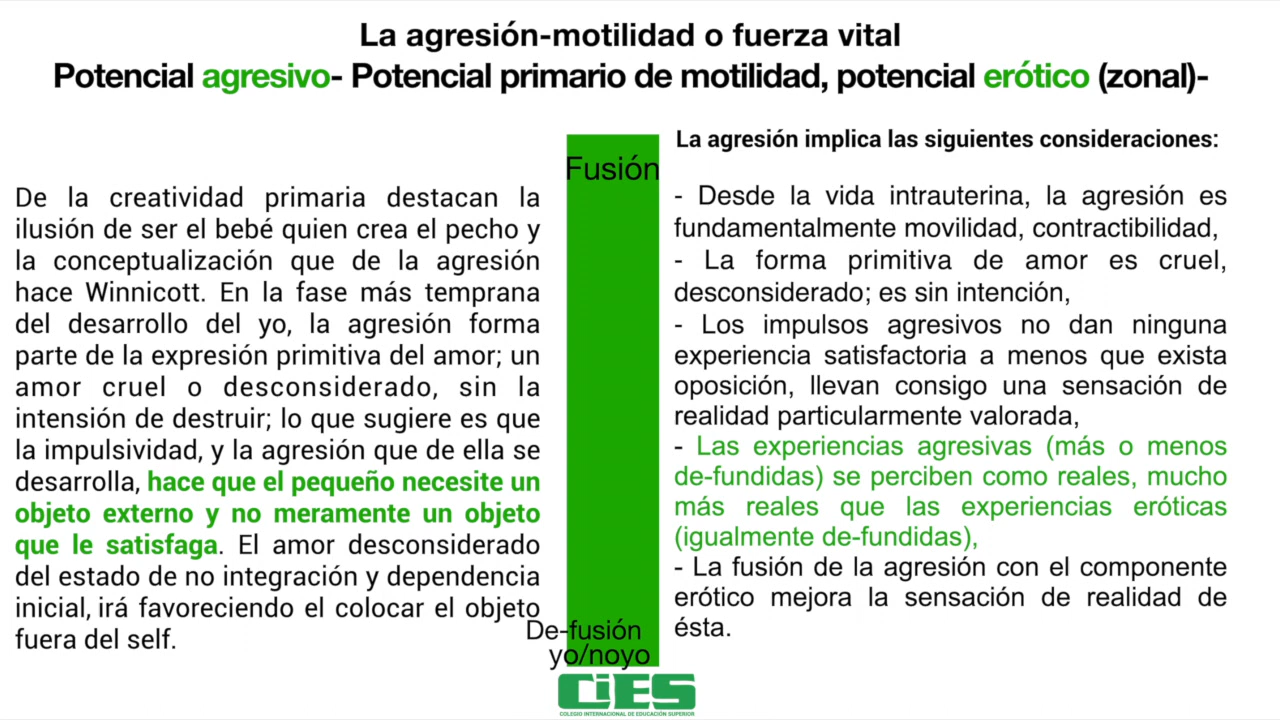 La agresión-motilidad o fuerza vital
Potencial agresivo- Potencial primario de motilidad, potencial erótico (zonal)-
De la creatividad primaria destacan la
ilusión de ser el bebé quien crea el pecho y
la conceptualización que de la agresión
hace Winnicott. En la fase más temprana
del desarrollo del yo, la agresión forma
parte de la expresión primitiva del amor; un
amor cruel o desconsiderado, sin la
intensión de destruir; lo que sugiere es que
la impulsividad, y la agresión que de ella se
desarrolla, hace que el pequeño necesite un
objeto externo y no meramente un objeto
que le satisfaga. El amor desconsiderado
del estado de no integración y dependencia
inicial, irá favoreciendo el colocar el objeto
fuera del self.
Fusión
De-fusión
yo/noyo
La agresión implica las siguientes consideraciones:
- Desde la vida intrauterina, la agresión es
fundamentalmente movilidad, contractibilidad,
- La forma primitiva de amor es cruel,
desconsiderado; es sin intención,
- Los impulsos agresivos no dan ninguna
experiencia satisfactoria a menos que exista
oposición, llevan consigo una sensación de
realidad particularmente valorada,
- Las experiencias agresivas (más o menos
de-fundidas) se perciben como reales, mucho
más reales que las experiencias eróticas
(igualmente de-fundidas),
- La fusión de la agresión con el componente
erótico mejora la sensación de realidad de
ésta.
CiES
COLEGIO INTERNACIONAL DE EDUCACIÓN SUPERIOR